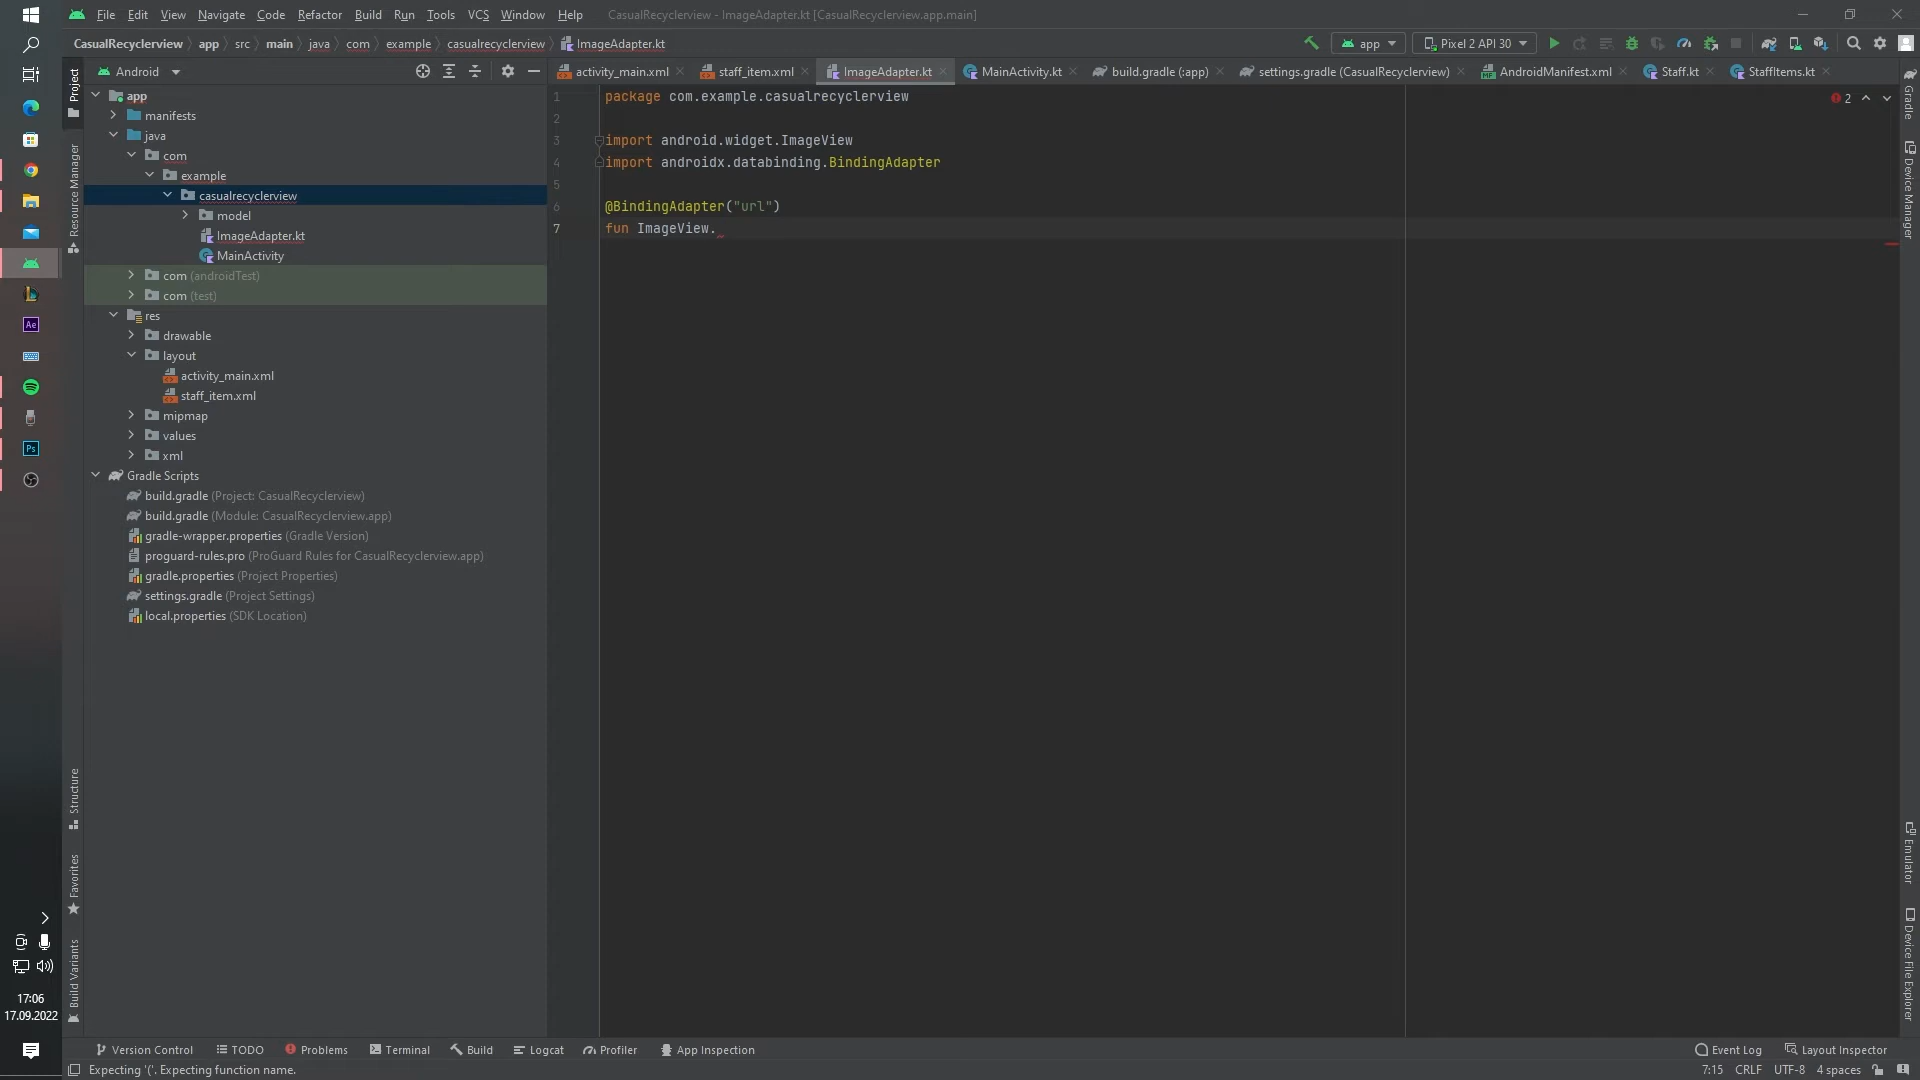 File Edit View Navigate Code Refactor Build Run Tools VCS Window Help CasualRecyclerview - ImageAdapter.kt [CasualRecyclerview.app.main]
CasualRecyclerview app src main java com example casualrecyclerview ImageAdapter.kt app Pixel 2 API 30
Project
Android
activity_main.xml staff_item.xml ImageAdapter.kt MainActivity.kt build.gradle (:app) settings.gradle (CasualRecyclerview) AndroidManifest.xml Staff.kt StaffItems.kt
app
manifests
java
com
example
casualrecyclerview
model
ImageAdapter.kt
MainActivity
com (androidTest)
com (test)
res
drawable
layout
activity_main.xml
staff_item.xml
mipmap
values
xml
Gradle Scripts
build.gradle (Project: CasualRecyclerview)
build.gradle (Module: CasualRecyclerview.app)
gradle-wrapper.properties (Gradle Version)
proguard-rules.pro (ProGuard Rules for CasualRecyclerview.app)
gradle.properties (Project Properties)
settings.gradle (Project Settings)
local.properties (SDK Location)
1 package com.example.casualrecyclerview
2
3 import android.widget.ImageView
4 import androidx.databinding.BindingAdapter
5
6 @BindingAdapter("url")
7 fun ImageView.
2
Resource Manager
Structure
Favorites
Build Variants
Gradle
Device Manager
Emulator
Device File Explorer
Ae
Ps
17:06
17.09.2022
Version Control TODO Problems Terminal Build Logcat Profiler App Inspection Event Log Layout Inspector
Expecting '('. Expecting function name. 7:15 CRLF UTF-8 4 spaces